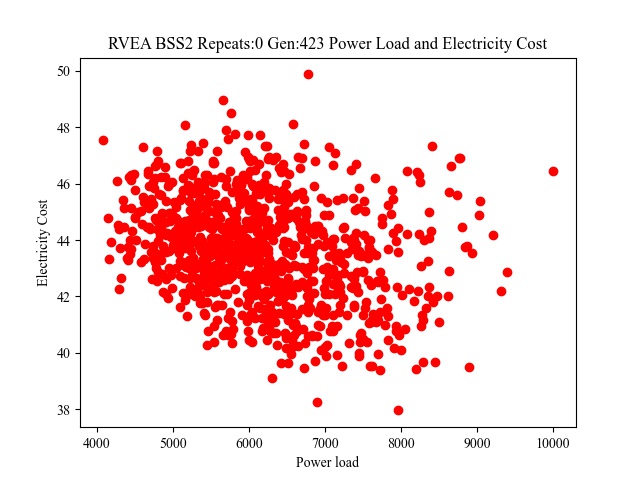 RVEA BSS2 Repeats:0 Gen:423 Power Load and Electricity Cost
50
48
46
44
42
40
38
Electricity Cost
4000 5000 6000 7000 8000 9000 10000
Power load